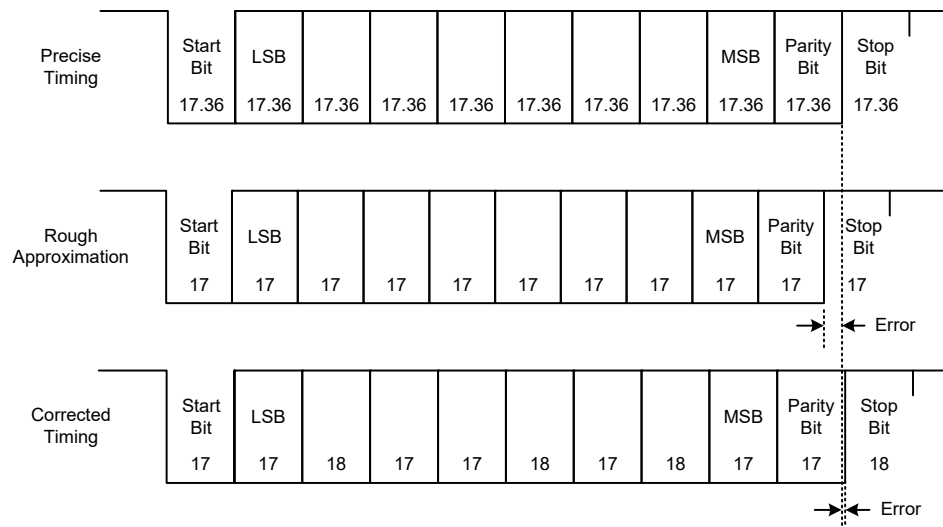 Precise
Timing
Start
Bit
LSB
MSB
Parity
Bit
Stop
Bit
17.36 17.36 17.36 17.36 17.36 17.36 17.36 17.36 17.36 17.36 17.36
Rough
Approximation
Start
Bit
LSB
MSB
Parity
Bit
Stop
Bit
17 17 17 17 17 17 17 17 17 17 17
Error
Corrected
Timing
Start
Bit
LSB
MSB
Parity
Bit
Stop
Bit
17 17 18 17 17 18 17 18 17 17 18
Error